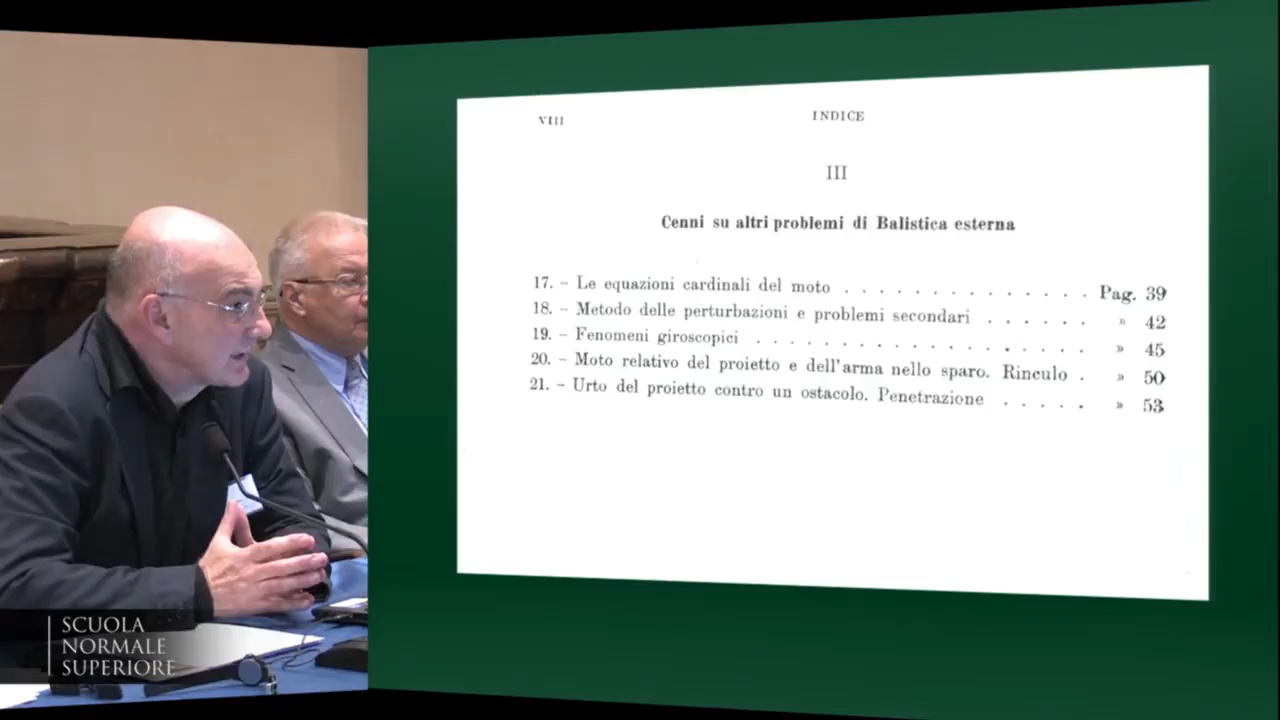 VIII INDICE
III
Cenni su altri problemi di Balistica esterna
17. – Le equazioni cardinali del moto . . . . . . . . . . . . . . Pag. 39
18. – Metodo delle perturbazioni e problemi secondari . . . . . . » 42
19. – Fenomeni giroscopici . . . . . . . . . . . . . . . . . . . » 45
20. – Moto relativo del proietto e dell'arma nello sparo. Rinculo . » 50
21. – Urto del proietto contro un ostacolo. Penetrazione . . . . . » 53
SCUOLA
NORMALE
SUPERIORE